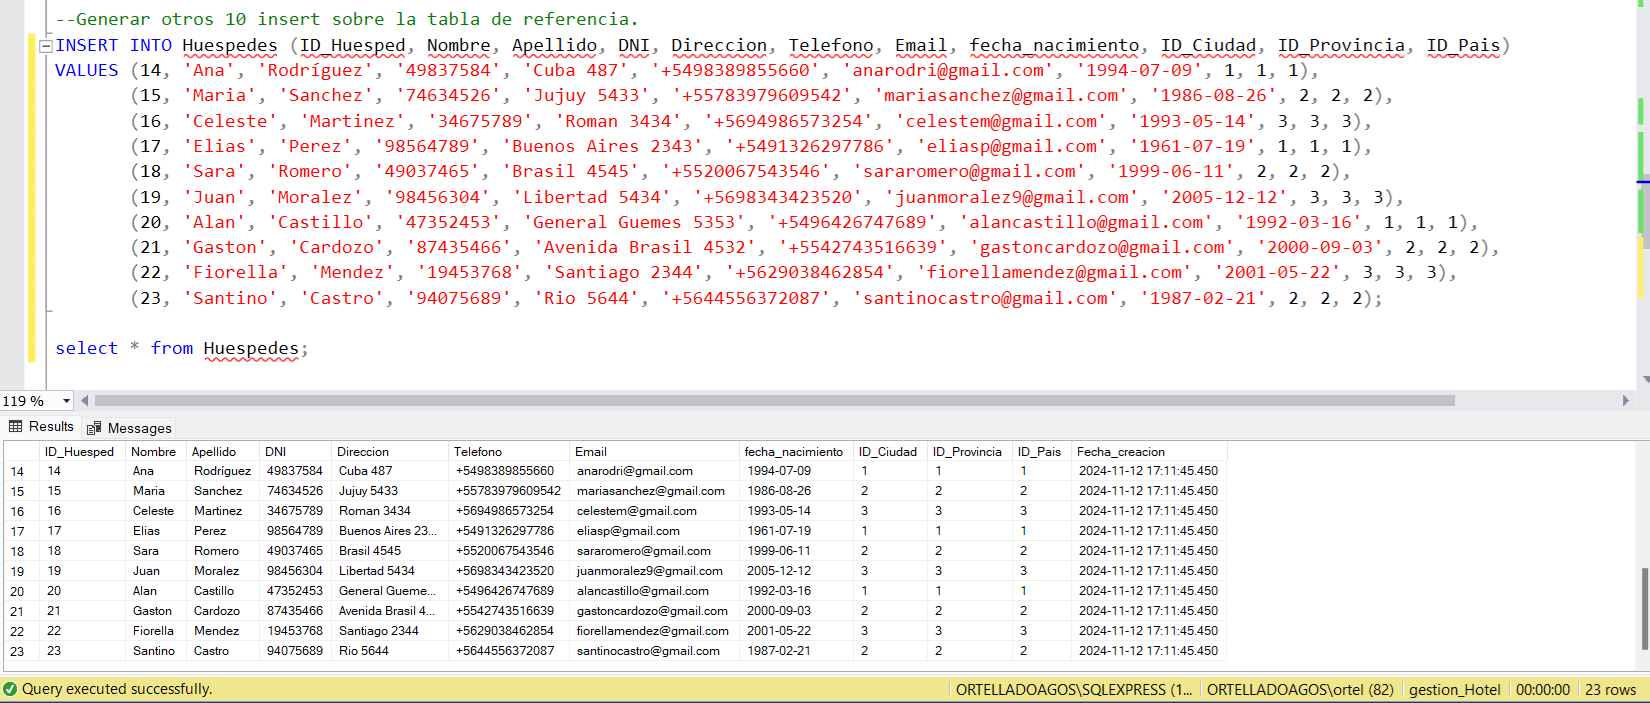 --Generar otros 10 insert sobre la tabla de referencia.
INSERT INTO Huespedes (ID_Huesped, Nombre, Apellido, DNI, Direccion, Telefono, Email, fecha_nacimiento, ID_Ciudad, ID_Provincia, ID_Pais)
VALUES (14, 'Ana', 'Rodríguez', '49837584', 'Cuba 487', '+5498389855660', 'anarodri@gmail.com', '1994-07-09', 1, 1, 1),
(15, 'Maria', 'Sanchez', '74634526', 'Jujuy 5433', '+55783979609542', 'mariasanchez@gmail.com', '1986-08-26', 2, 2, 2),
(16, 'Celeste', 'Martinez', '34675789', 'Roman 3434', '+5694986573254', 'celestem@gmail.com', '1993-05-14', 3, 3, 3),
(17, 'Elias', 'Perez', '98564789', 'Buenos Aires 2343', '+5491326297786', 'eliasp@gmail.com', '1961-07-19', 1, 1, 1),
(18, 'Sara', 'Romero', '49037465', 'Brasil 4545', '+5520067543546', 'sararomero@gmail.com', '1999-06-11', 2, 2, 2),
(19, 'Juan', 'Moralez', '98456304', 'Libertad 5434', '+5698343423520', 'juanmoralez9@gmail.com', '2005-12-12', 3, 3, 3),
(20, 'Alan', 'Castillo', '47352453', 'General Guemes 5353', '+5496426747689', 'alancastillo@gmail.com', '1992-03-16', 1, 1, 1),
(21, 'Gaston', 'Cardozo', '87435466', 'Avenida Brasil 4532', '+5542743516639', 'gastoncardozo@gmail.com', '2000-09-03', 2, 2, 2),
(22, 'Fiorella', 'Mendez', '19453768', 'Santiago 2344', '+5629038462854', 'fiorellamendez@gmail.com', '2001-05-22', 3, 3, 3),
(23, 'Santino', 'Castro', '94075689', 'Rio 5644', '+5644556372087', 'santinocastro@gmail.com', '1987-02-21', 2, 2, 2);
select * from Huespedes;
119 %
Results Messages
ID_Huesped Nombre Apellido DNI Direccion Telefono Email fecha_nacimiento ID_Ciudad ID_Provincia ID_Pais Fecha_creacion
14 14 Ana Rodríguez 49837584 Cuba 487 +5498389855660 anarodri@gmail.com 1994-07-09 1 1 1 2024-11-12 17:11:45.450
15 15 Maria Sanchez 74634526 Jujuy 5433 +55783979609542 mariasanchez@gmail.com 1986-08-26 2 2 2 2024-11-12 17:11:45.450
16 16 Celeste Martinez 34675789 Roman 3434 +5694986573254 celestem@gmail.com 1993-05-14 3 3 3 2024-11-12 17:11:45.450
17 17 Elias Perez 98564789 Buenos Aires 23... +5491326297786 eliasp@gmail.com 1961-07-19 1 1 1 2024-11-12 17:11:45.450
18 18 Sara Romero 49037465 Brasil 4545 +5520067543546 sararomero@gmail.com 1999-06-11 2 2 2 2024-11-12 17:11:45.450
19 19 Juan Moralez 98456304 Libertad 5434 +5698343423520 juanmoralez9@gmail.com 2005-12-12 3 3 3 2024-11-12 17:11:45.450
20 20 Alan Castillo 47352453 General Gueme... +5496426747689 alancastillo@gmail.com 1992-03-16 1 1 1 2024-11-12 17:11:45.450
21 21 Gaston Cardozo 87435466 Avenida Brasil 4... +5542743516639 gastoncardozo@gmail.com 2000-09-03 2 2 2 2024-11-12 17:11:45.450
22 22 Fiorella Mendez 19453768 Santiago 2344 +5629038462854 fiorellamendez@gmail.com 2001-05-22 3 3 3 2024-11-12 17:11:45.450
23 23 Santino Castro 94075689 Rio 5644 +5644556372087 santinocastro@gmail.com 1987-02-21 2 2 2 2024-11-12 17:11:45.450
Query executed successfully. ORTELLADOAGOS\SQLEXPRESS (1... ORTELLADOAGOS\ortel (82) gestion_Hotel 00:00:00 23 rows